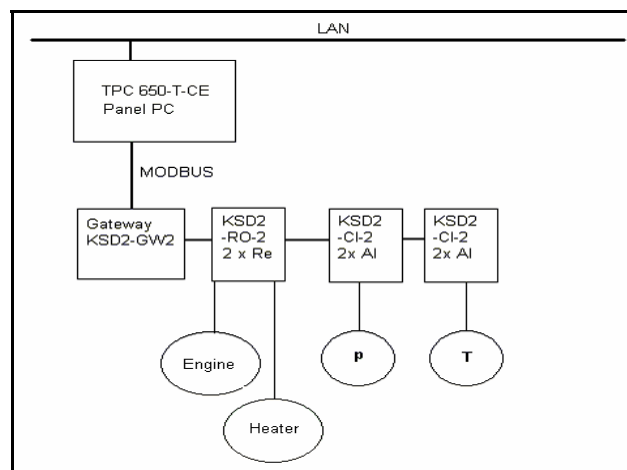 LAN
TPC 650-T-CE
Panel PC
MODBUS
Gateway
KSD2-GW2
KSD2
-RO-2
2 x Re
KSD2
-CI-2
2x AI
KSD2
-CI-2
2x AI
Engine
Heater
p
T